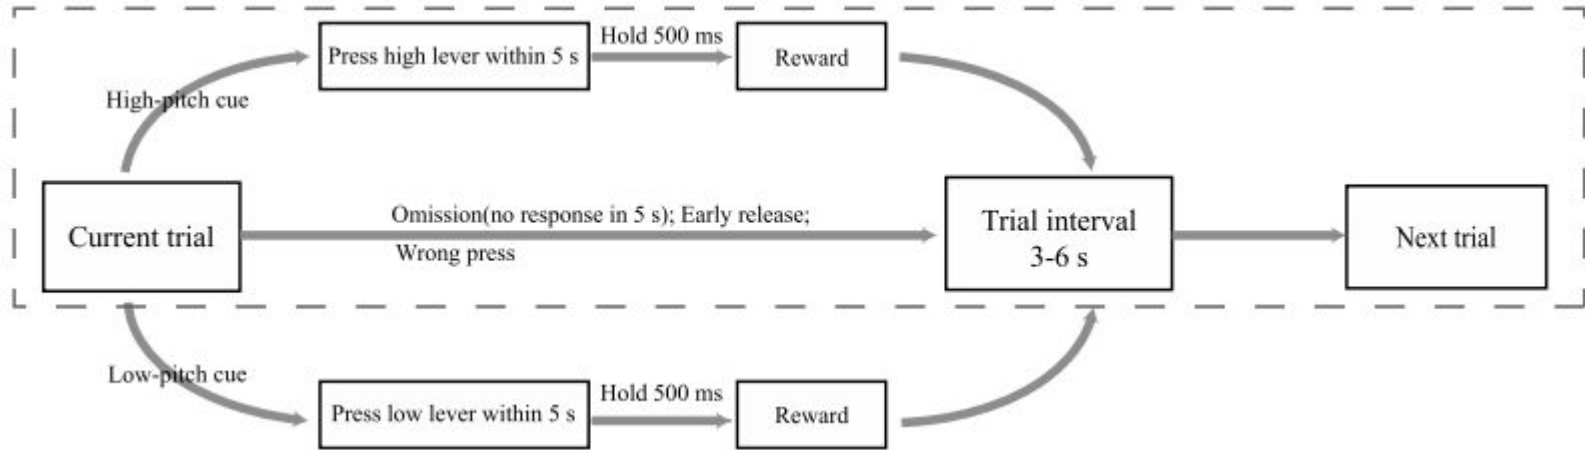 High-pitch cue
Press high lever within 5 s
Hold 500 ms
Reward
Current trial
Omission(no response in 5 s); Early release;
Wrong press
Trial interval
3-6 s
Next trial
Low-pitch cue
Press low lever within 5 s
Hold 500 ms
Reward